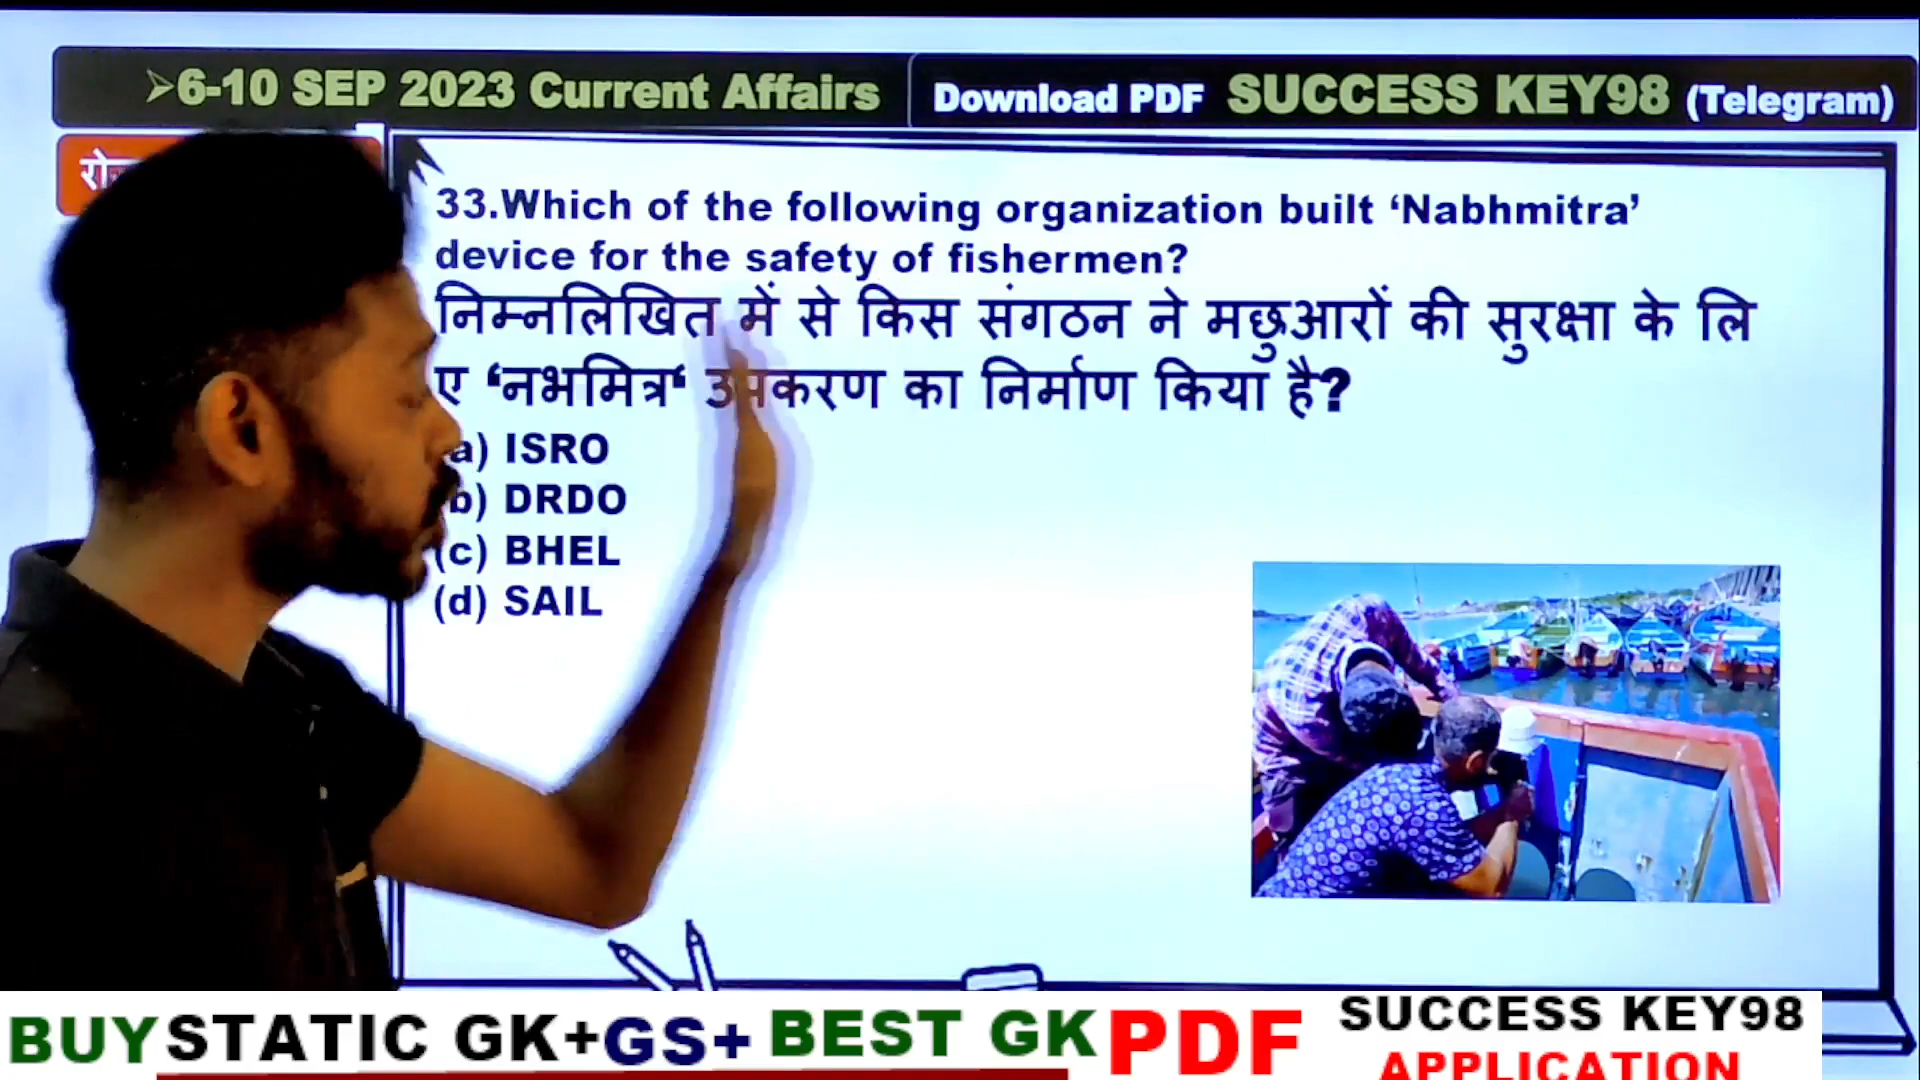 ➢6-10 SEP 2023 Current Affairs
Download PDF SUCCESS KEY98 (Telegram)
33.Which of the following organization built ‘Nabhmitra’
device for the safety of fishermen?
निम्नलिखित में से किस संगठन ने मछुआरों की सुरक्षा के लि
ए ‘नभमित्र‘ उपकरण का निर्माण किया है?
a) ISRO
b) DRDO
(c) BHEL
(d) SAIL
BUY STATIC GK+GS+ BEST GK PDF
SUCCESS KEY98
APPLICATION